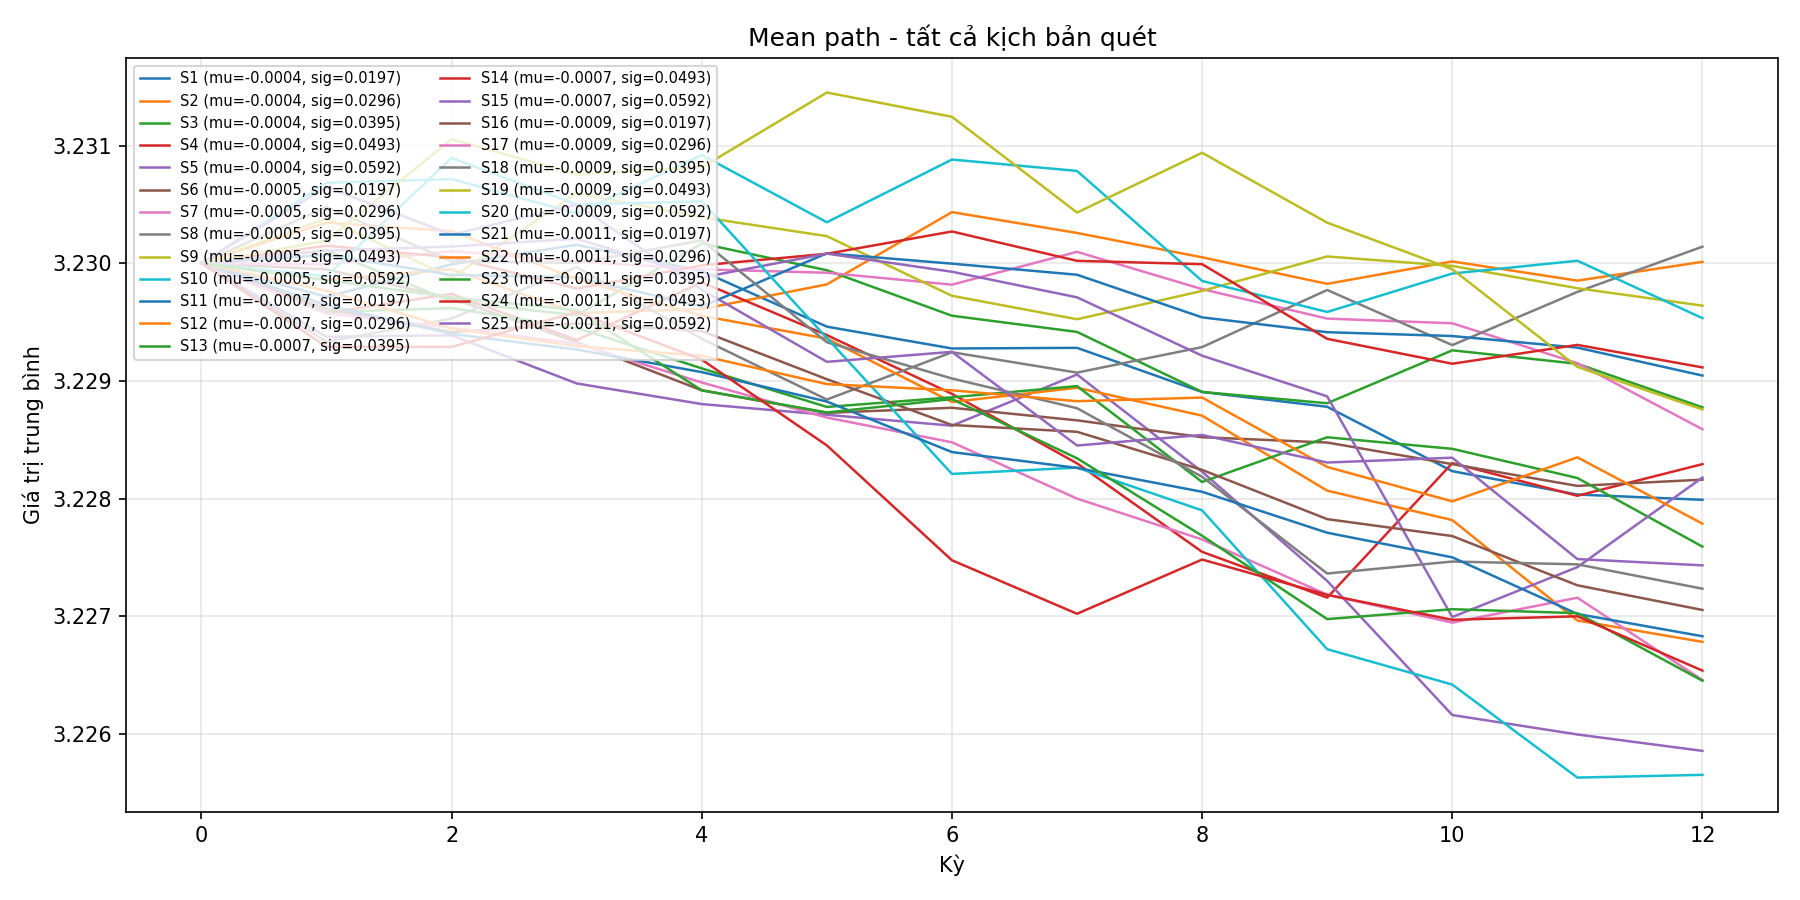 Mean path - tất cả kịch bản quét
S1 (mu=-0.0004, sig=0.0197)
S2 (mu=-0.0004, sig=0.0296)
S3 (mu=-0.0004, sig=0.0395)
S4 (mu=-0.0004, sig=0.0493)
S5 (mu=-0.0004, sig=0.0592)
S6 (mu=-0.0005, sig=0.0197)
S7 (mu=-0.0005, sig=0.0296)
S8 (mu=-0.0005, sig=0.0395)
S9 (mu=-0.0005, sig=0.0493)
S10 (mu=-0.0005, sig=0.0592)
S11 (mu=-0.0007, sig=0.0197)
S12 (mu=-0.0007, sig=0.0296)
S13 (mu=-0.0007, sig=0.0395)
S14 (mu=-0.0007, sig=0.0493)
S15 (mu=-0.0007, sig=0.0592)
S16 (mu=-0.0009, sig=0.0197)
S17 (mu=-0.0009, sig=0.0296)
S18 (mu=-0.0009, sig=0.0395)
S19 (mu=-0.0009, sig=0.0493)
S20 (mu=-0.0009, sig=0.0592)
S21 (mu=-0.0011, sig=0.0197)
S22 (mu=-0.0011, sig=0.0296)
S23 (mu=-0.0011, sig=0.0395)
S24 (mu=-0.0011, sig=0.0493)
S25 (mu=-0.0011, sig=0.0592)
Giá trị trung bình
3.231
3.230
3.229
3.228
3.227
3.226
0
2
4
6
8
10
12
Kỳ